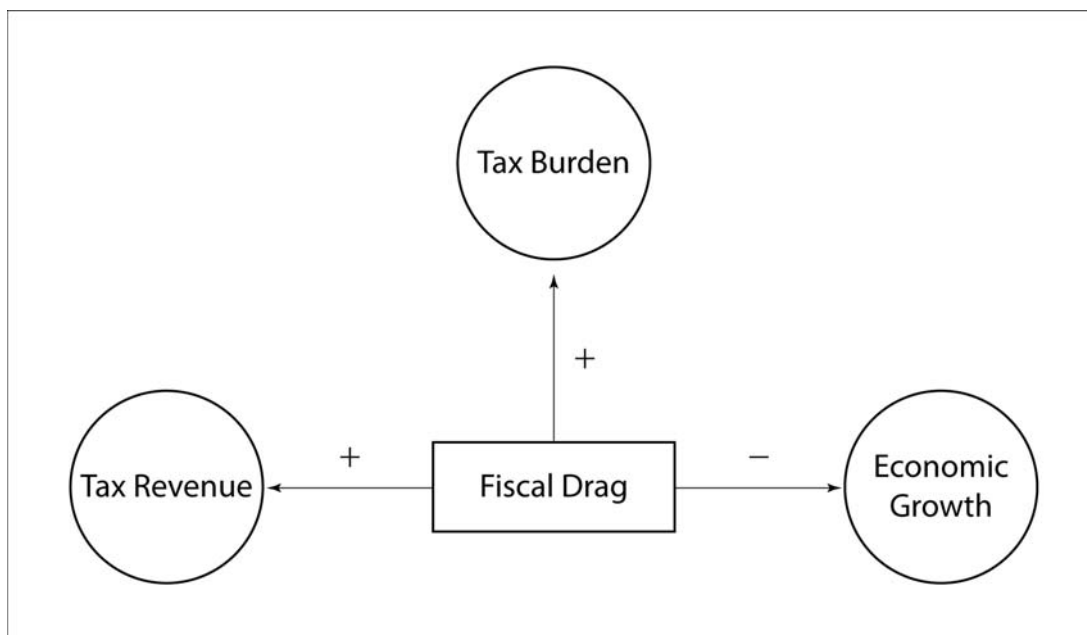 Tax Burden
+
Tax Revenue
+
Fiscal Drag
−
Economic
Growth